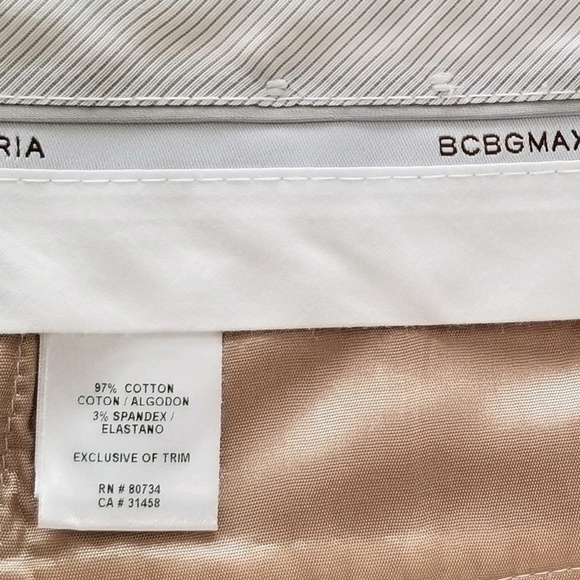 RIA BCBGMAX
97% COTTON
COTON / ALGODON
3% SPANDEX /
ELASTANO
EXCLUSIVE OF TRIM
RN # 80734
CA # 31458